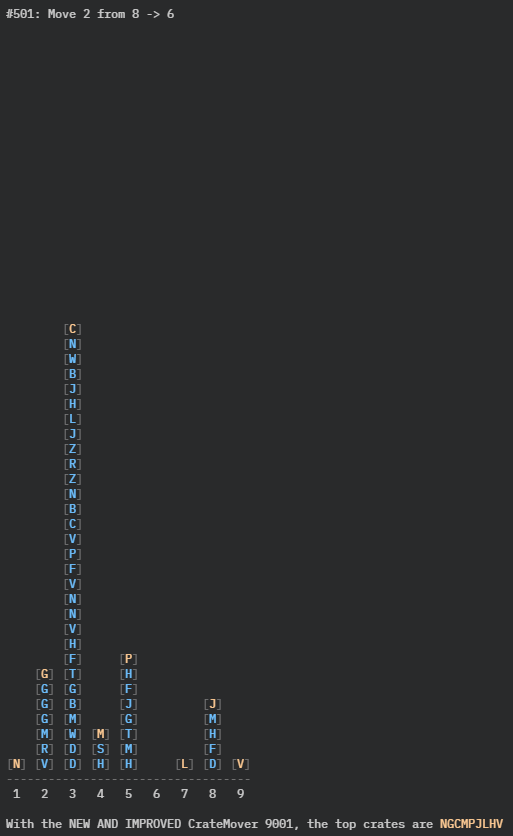 #501: Move 2 from 8 -> 6
        [C]
        [N]
        [W]
        [B]
        [J]
        [H]
        [L]
        [J]
        [Z]
        [R]
        [Z]
        [N]
        [B]
        [C]
        [V]
        [P]
        [F]
        [V]
        [N]
        [N]
        [V]
        [H]
        [F]     [P]
    [G] [T]     [H]
    [G] [G]     [F]
    [G] [B]     [J]         [J]
    [G] [M]     [G]         [M]
    [M] [W] [M] [T]         [H]
    [R] [D] [S] [M]         [F]
[N] [V] [D] [H] [H]     [L] [D] [V]
-----------------------------------
 1   2   3   4   5   6   7   8   9
With the NEW AND IMPROVED CrateMover 9001, the top crates are NGCMPJLHV